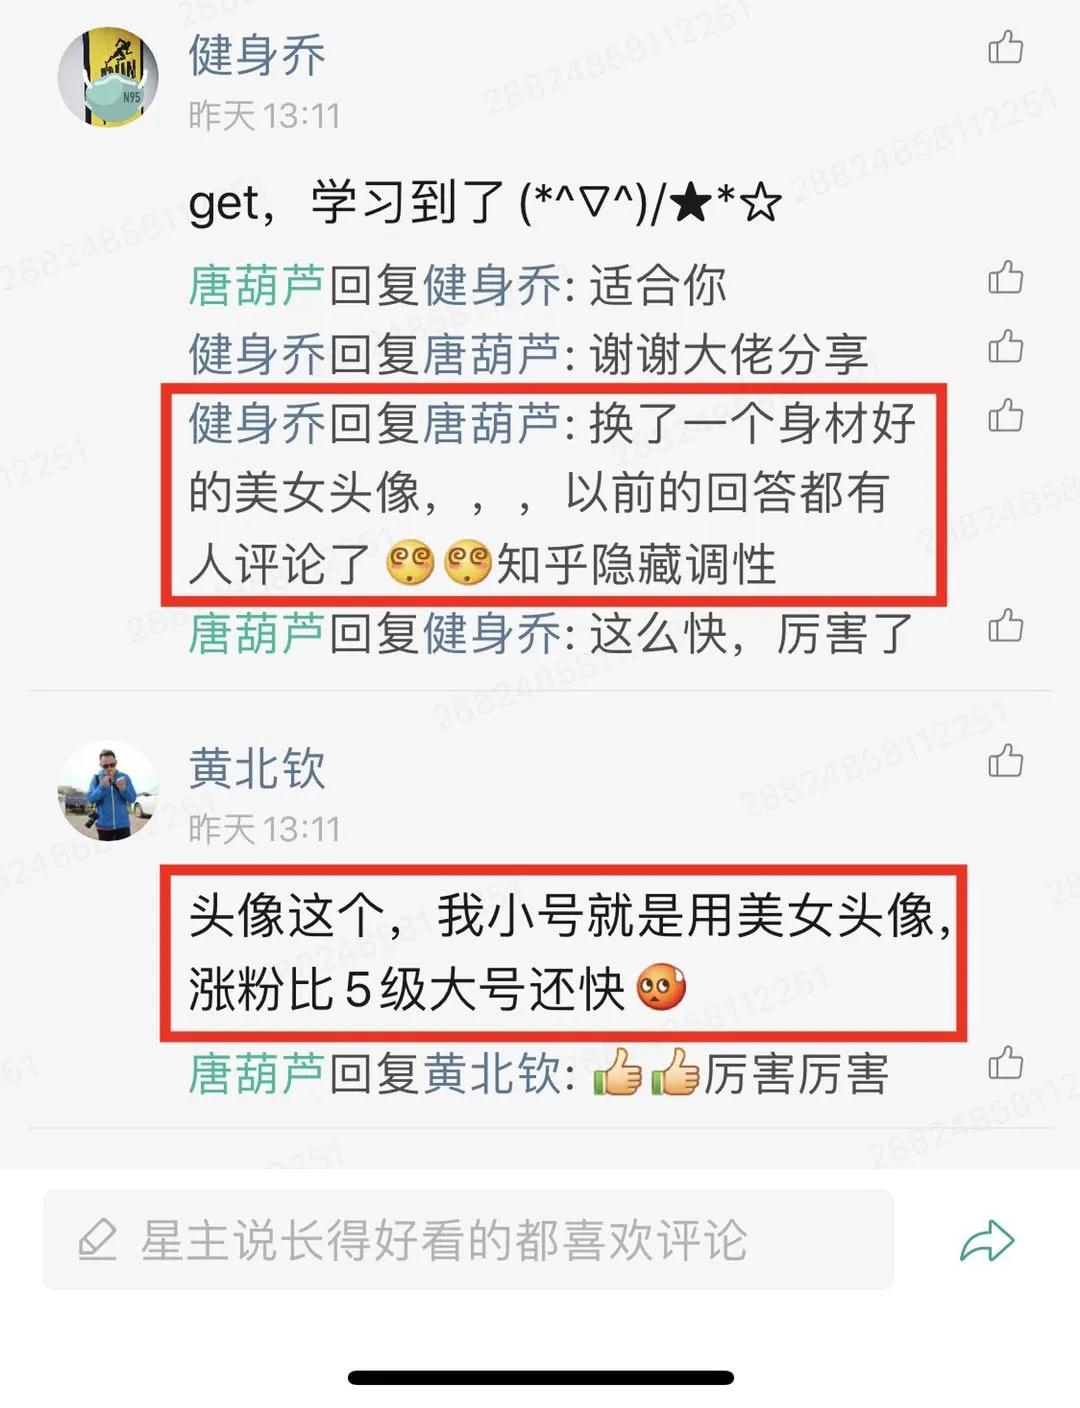 健身乔
昨天 13:11
get，学习到了 (*^▽^)/★*☆
唐葫芦回复健身乔: 适合你
健身乔回复唐葫芦: 谢谢大佬分享
健身乔回复唐葫芦: 换了一个身材好
的美女头像，，，以前的回答都有
人评论了 😵😵知乎隐藏调性
唐葫芦回复健身乔: 这么快，厉害了
黄北钦
昨天 13:11
头像这个，我小号就是用美女头像，
涨粉比 5 级大号还快
唐葫芦回复黄北钦: 👍👍厉害厉害
星主说长得好看的都喜欢评论
N95
28824858112251